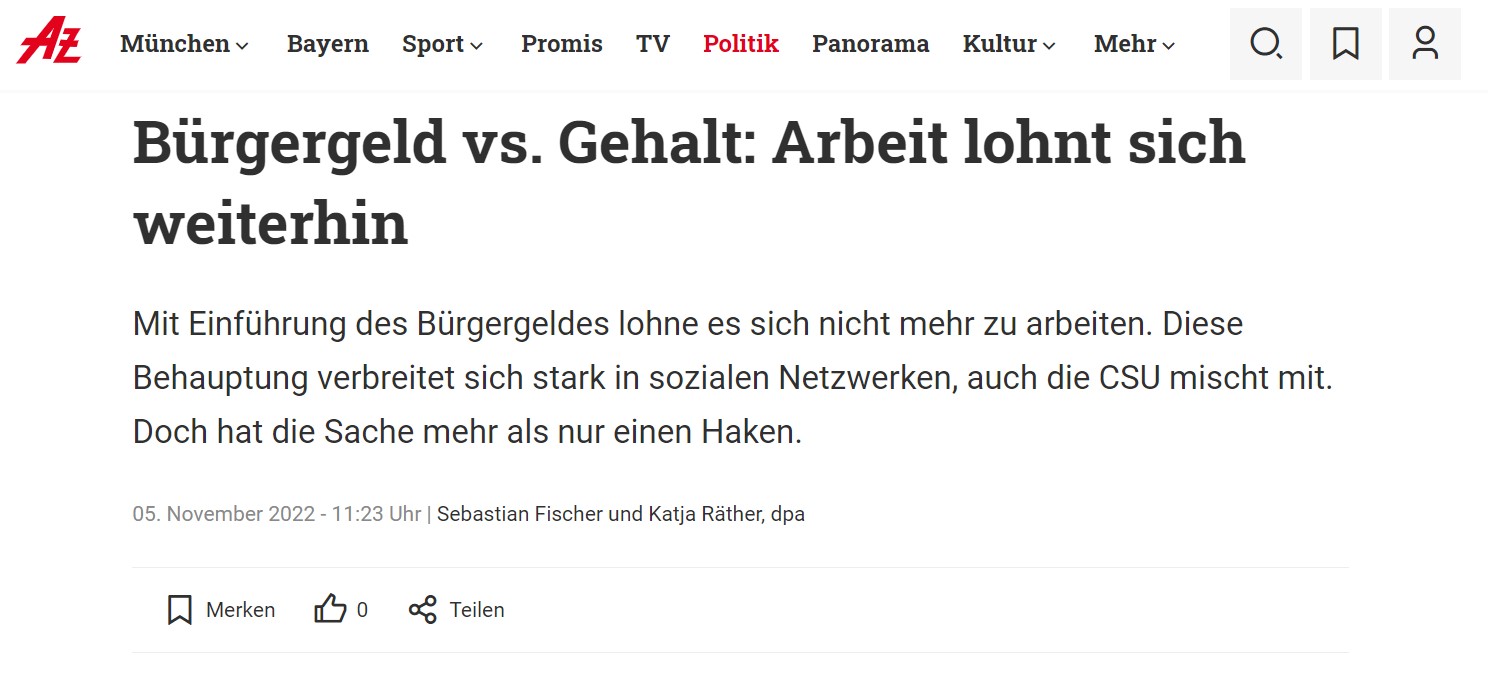 AZ München Bayern Sport Promis TV Politik Panorama Kultur Mehr
Bürgergeld vs. Gehalt: Arbeit lohnt sich
weiterhin
Mit Einführung des Bürgergeldes lohne es sich nicht mehr zu arbeiten. Diese
Behauptung verbreitet sich stark in sozialen Netzwerken, auch die CSU mischt mit.
Doch hat die Sache mehr als nur einen Haken.
05. November 2022 - 11:23 Uhr | Sebastian Fischer und Katja Räther, dpa
Merken 0 Teilen